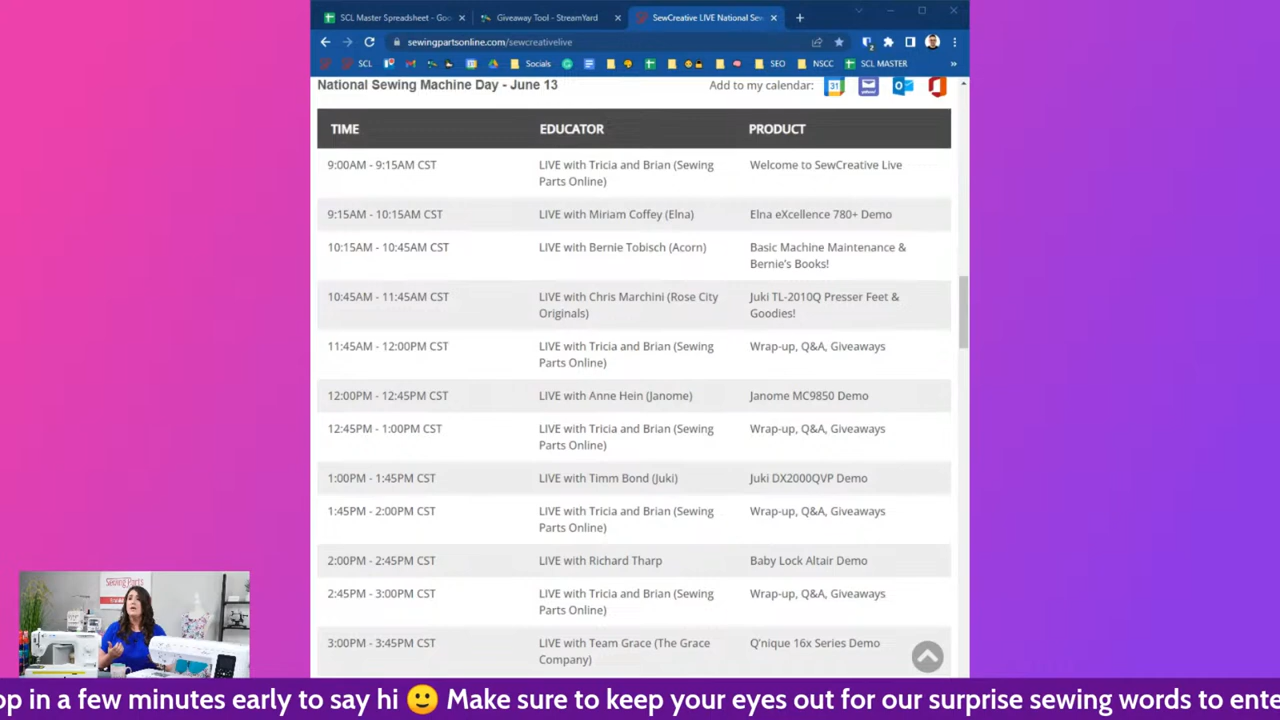 SCL Master Spreadsheet - Goo
Giveaway Tool - StreamYard
SewCreative LIVE National Sew
sewingpartsonline.com/sewcreativelive
SCL
Socials
SEO
NSCC
SCL MASTER
National Sewing Machine Day - June 13
Add to my calendar:
TIME EDUCATOR PRODUCT
9:00AM - 9:15AM CST LIVE with Tricia and Brian (Sewing Welcome to SewCreative Live
Parts Online)
9:15AM - 10:15AM CST LIVE with Miriam Coffey (Elna) Elna eXcellence 780+ Demo
10:15AM - 10:45AM CST LIVE with Bernie Tobisch (Acorn) Basic Machine Maintenance &
Bernie's Books!
10:45AM - 11:45AM CST LIVE with Chris Marchini (Rose City Juki TL-2010Q Presser Feet &
Originals) Goodies!
11:45AM - 12:00PM CST LIVE with Tricia and Brian (Sewing Wrap-up, Q&A, Giveaways
Parts Online)
12:00PM - 12:45PM CST LIVE with Anne Hein (Janome) Janome MC9850 Demo
12:45PM - 1:00PM CST LIVE with Tricia and Brian (Sewing Wrap-up, Q&A, Giveaways
Parts Online)
1:00PM - 1:45PM CST LIVE with Timm Bond (Juki) Juki DX2000QVP Demo
1:45PM - 2:00PM CST LIVE with Tricia and Brian (Sewing Wrap-up, Q&A, Giveaways
Parts Online)
2:00PM - 2:45PM CST LIVE with Richard Tharp Baby Lock Altair Demo
2:45PM - 3:00PM CST LIVE with Tricia and Brian (Sewing Wrap-up, Q&A, Giveaways
Parts Online)
3:00PM - 3:45PM CST LIVE with Team Grace (The Grace Q'nique 16x Series Demo
Company)
Sewing Parts
op in a few minutes early to say hi 🙂 Make sure to keep your eyes out for our surprise sewing words to ente